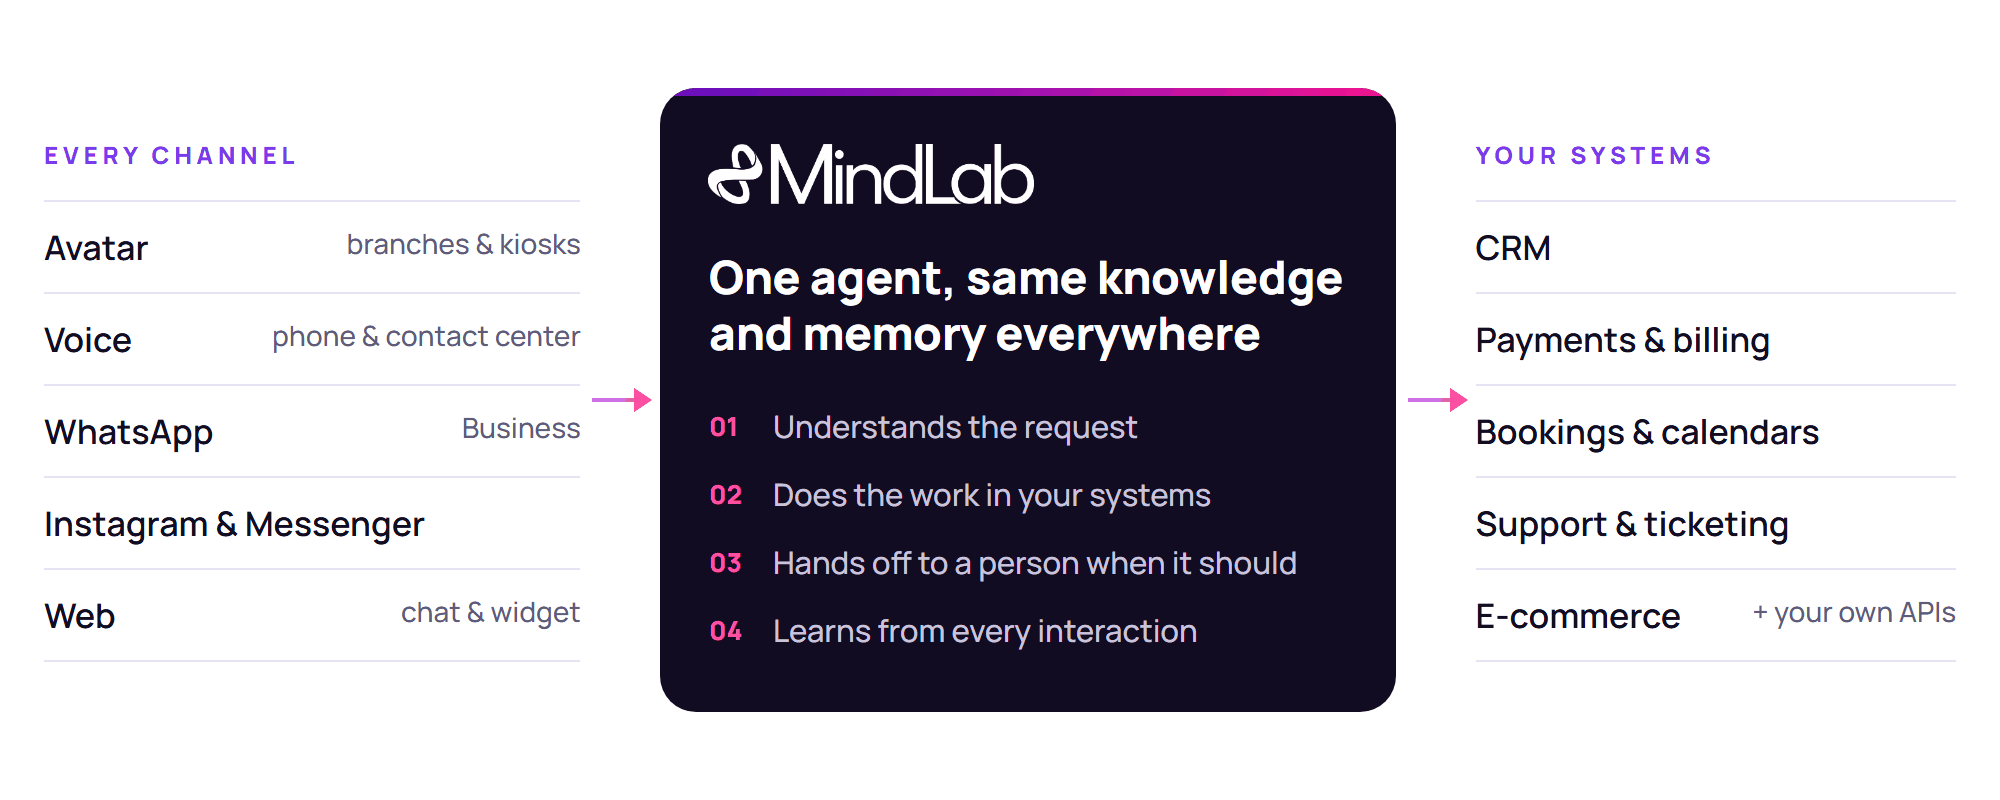 EVERY CHANNEL
Avatar branches & kiosks
Voice phone & contact center
WhatsApp Business
Instagram & Messenger
Web chat & widget
MindLab
One agent, same knowledge
and memory everywhere
01 Understands the request
02 Does the work in your systems
03 Hands off to a person when it should
04 Learns from every interaction
YOUR SYSTEMS
CRM
Payments & billing
Bookings & calendars
Support & ticketing
E-commerce + your own APIs